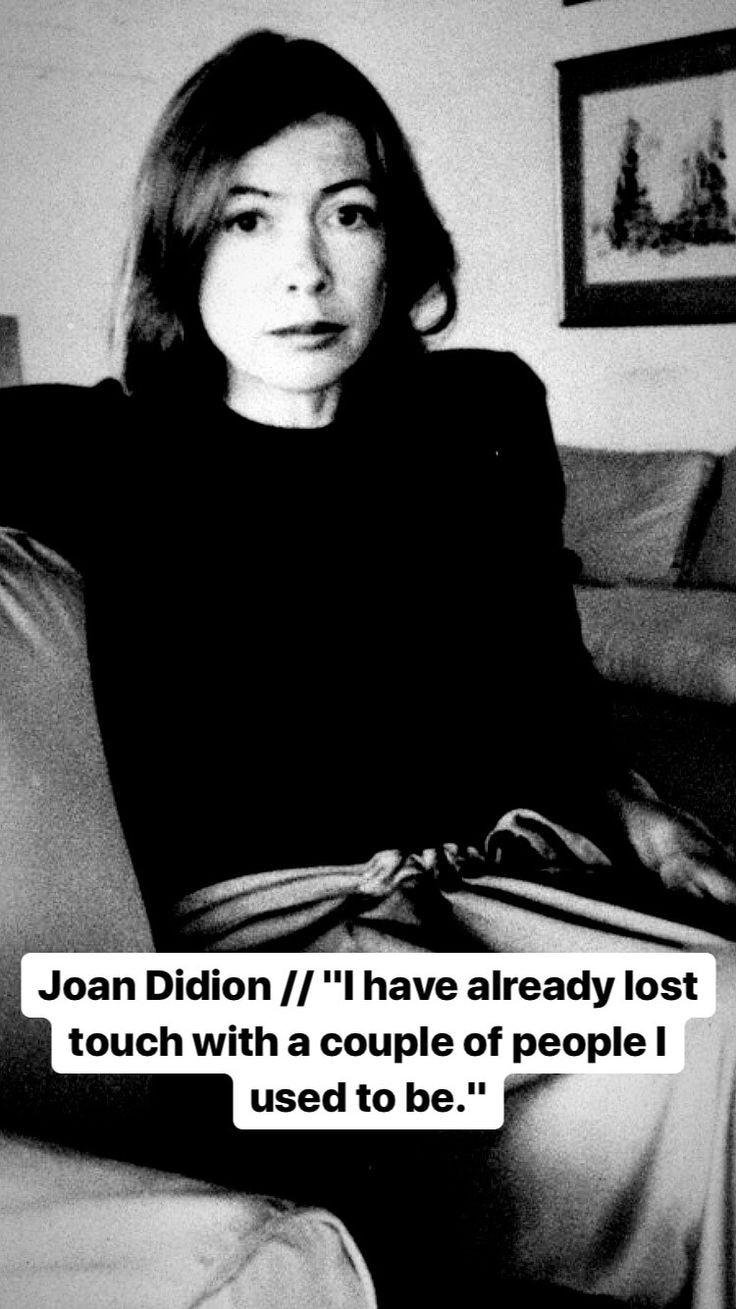 Joan Didion // "I have already lost
touch with a couple of people I
used to be."